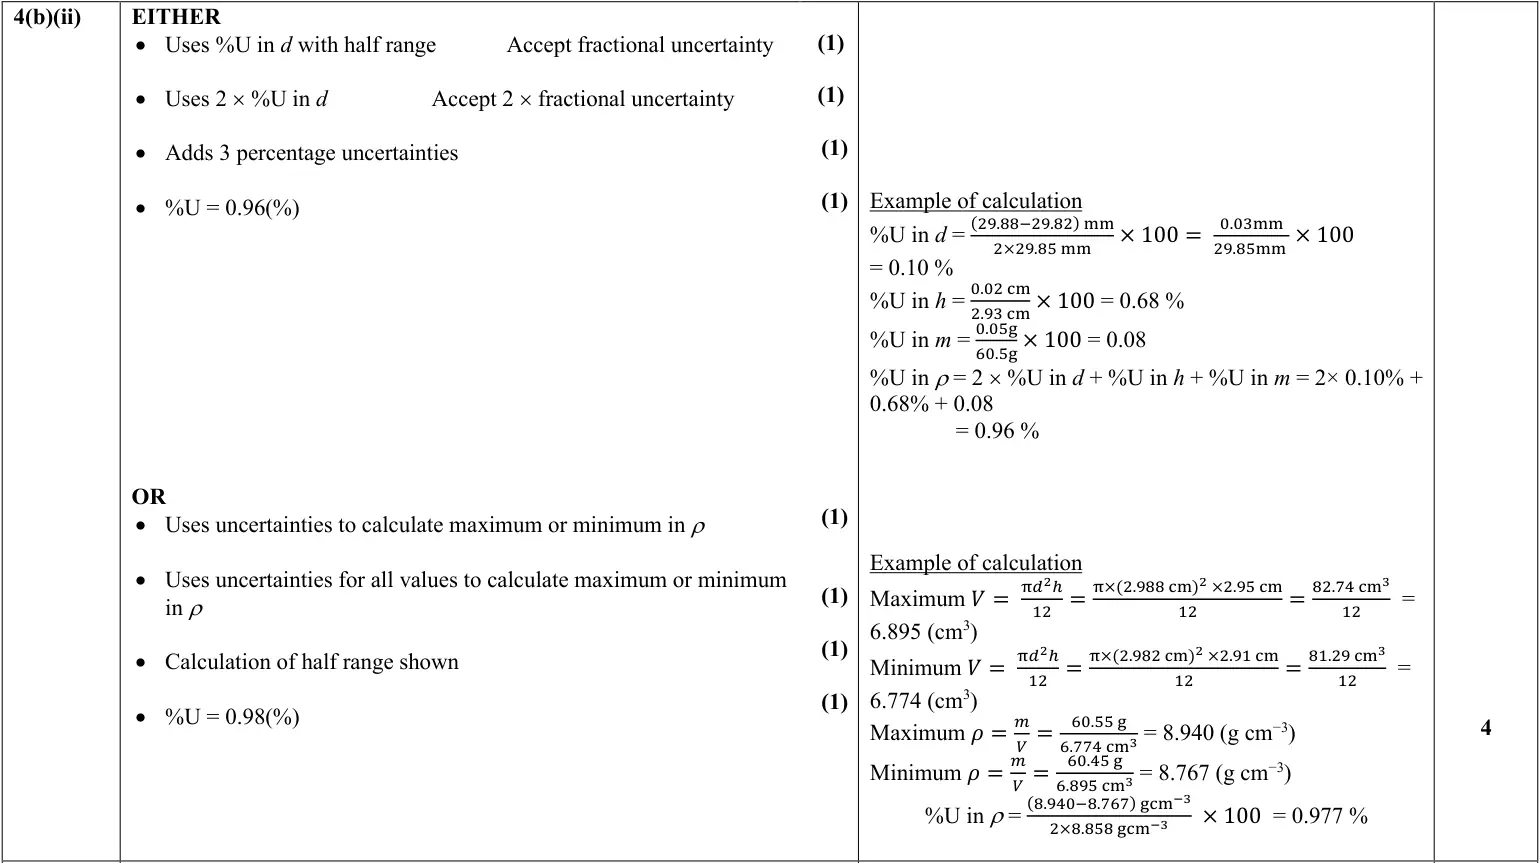 4(b)(ii)
EITHER
• Uses %U in d with half range Accept fractional uncertainty (1)
• Uses 2 × %U in d Accept 2 × fractional uncertainty (1)
• Adds 3 percentage uncertainties (1)
• %U = 0.96(%) (1)
Example of calculation
%U in d = (29.88−29.82) mm / 2×29.85 mm × 100 = 0.03mm / 29.85mm × 100
= 0.10 %
%U in h = 0.02 cm / 2.93 cm × 100 = 0.68 %
%U in m = 0.05g / 60.5g × 100 = 0.08
%U in ρ = 2 × %U in d + %U in h + %U in m = 2× 0.10% +
0.68% + 0.08
= 0.96 %
OR
• Uses uncertainties to calculate maximum or minimum in ρ (1)
• Uses uncertainties for all values to calculate maximum or minimum
in ρ (1)
• Calculation of half range shown (1)
• %U = 0.98(%) (1)
Example of calculation
Maximum V = πd²h / 12 = π×(2.988 cm)² ×2.95 cm / 12 = 82.74 cm³ / 12 =
6.895 (cm³)
Minimum V = πd²h / 12 = π×(2.982 cm)² ×2.91 cm / 12 = 81.29 cm³ / 12 =
6.774 (cm³)
Maximum ρ = m / V = 60.55 g / 6.774 cm³ = 8.940 (g cm⁻³)
Minimum ρ = m / V = 60.45 g / 6.895 cm³ = 8.767 (g cm⁻³)
%U in ρ = (8.940−8.767) gcm⁻³ / 2×8.858 gcm⁻³ × 100 = 0.977 %
4